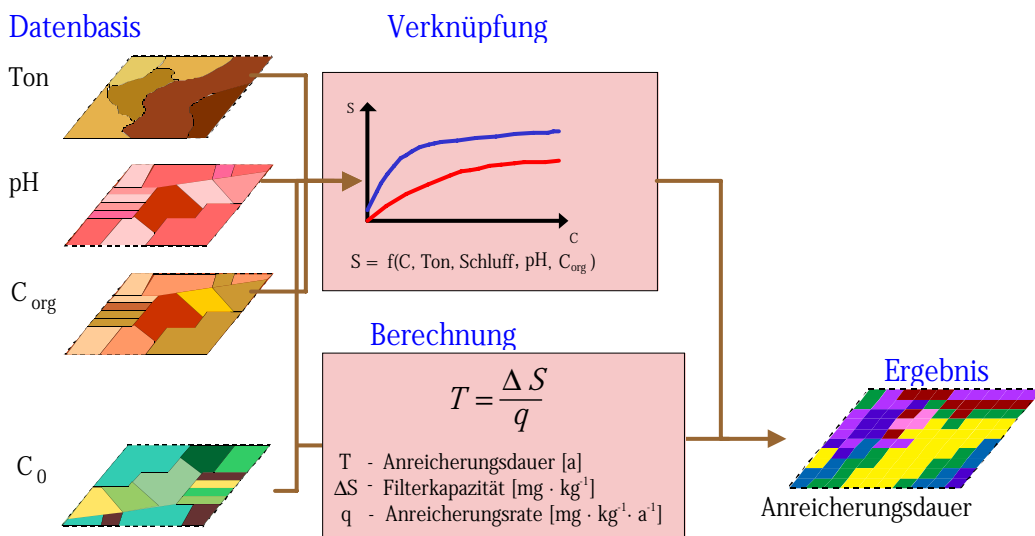 Datenbasis
Ton
pH
C org
C0
Verknüpfung
S
C
S = f(C, Ton, Schluff, pH, Corg)
Berechnung
T = ΔS / q
T - Anreicherungsdauer [a]
ΔS - Filterkapazität [mg · kg⁻¹]
q - Anreicherungsrate [mg · kg⁻¹ · a⁻¹]
Ergebnis
Anreicherungsdauer